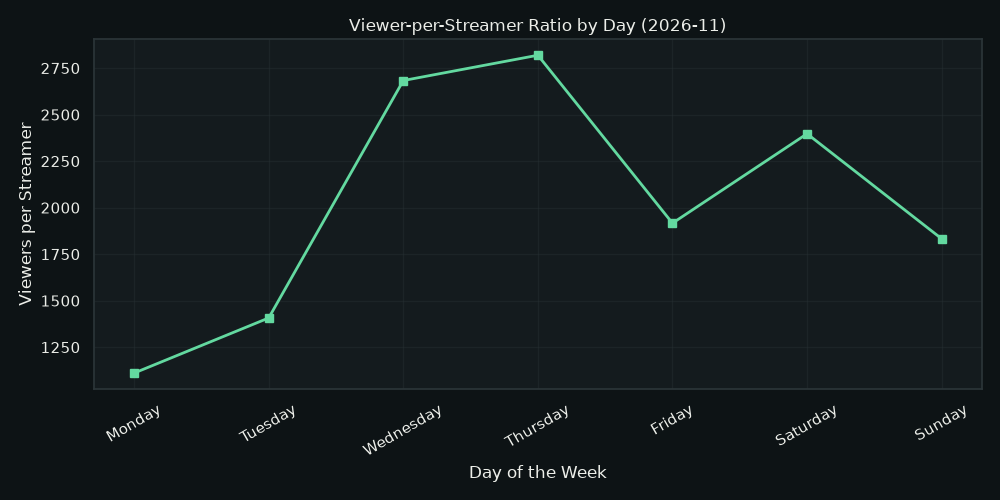 Viewer-per-Streamer Ratio by Day (2026-11)
Viewers per Streamer
2750
2500
2250
2000
1750
1500
1250
Monday
Tuesday
Wednesday
Thursday
Friday
Saturday
Sunday
Day of the Week